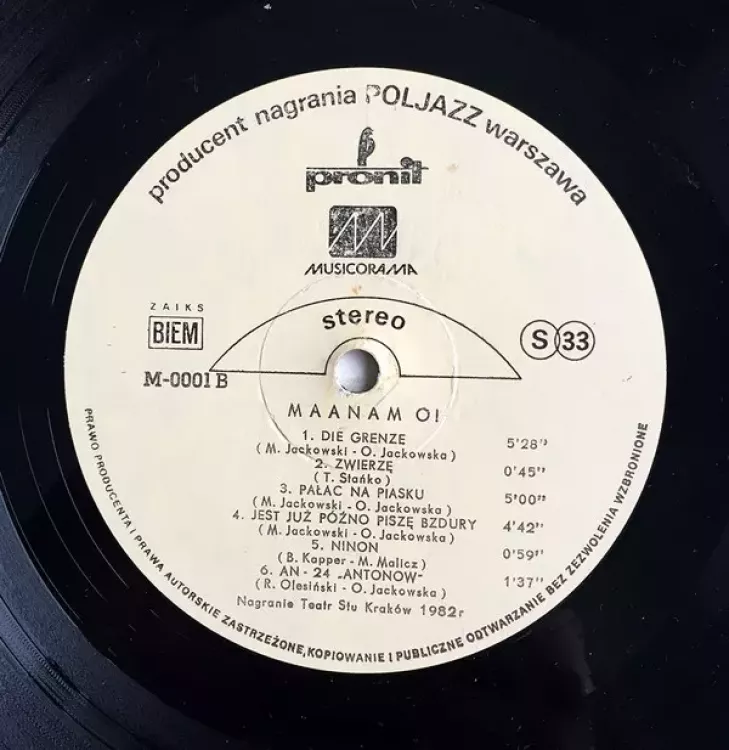 producent nagrania POLJAZZ warszawa
pronit
MUSICORAMA
stereo
ZAIKS
BIEM
S 33
M-0001 B
MAANAM O!
1. DIE GRENZE 5'28"
( M. Jackowski - O. Jackowska )
2. ZWIERZĘ 0'45"
( T. Stańko )
3. PAŁAC NA PIASKU 5'00"
( M. Jackowski - O. Jackowska )
4. JEST JUŻ PÓŹNO PISZĘ BZDURY 4'42"
( M. Jackowski - O. Jackowska )
5. NINON 0'59"
( B. Kapper - M. Malicz )
6. AN - 24 „ANTONOW" 1'37"
( R. Olesiński - O. Jackowska )
Nagranie Teatr Stu Kraków 1982 r
PRAWO PRODUCENTA I PRAWA AUTORSKIE ZASTRZEŻONE, KOPIOWANIE I PUBLICZNE ODTWARZANIE BEZ ZEZWOLENIA WZBRONIONE